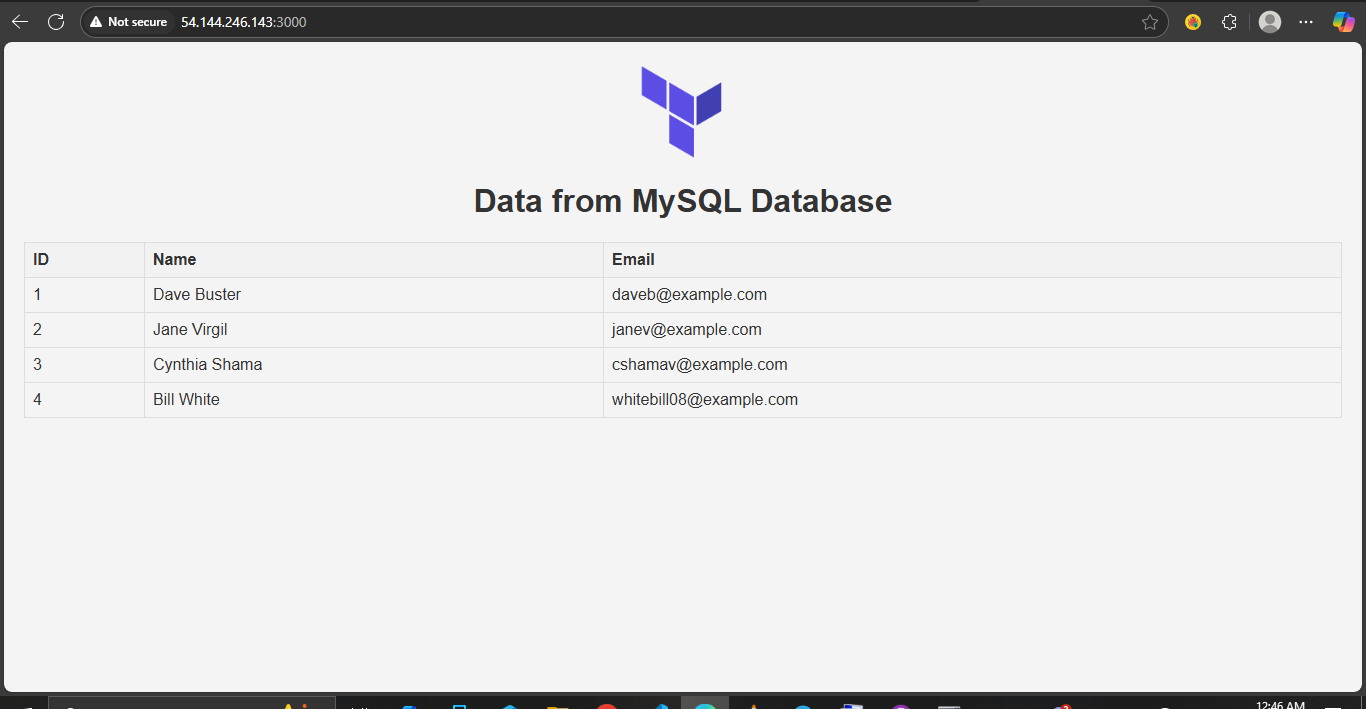 Not secure 54.144.246.143:3000
Data from MySQL Database
ID Name Email
1 Dave Buster daveb@example.com
2 Jane Virgil janev@example.com
3 Cynthia Shama cshamav@example.com
4 Bill White whitebill08@example.com
12:46 AM